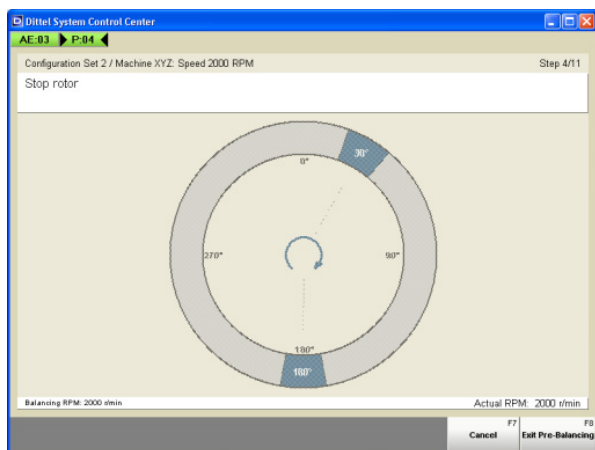 Dittel System Control Center
AE:03 P:04
Configuration Set 2 / Machine XYZ: Speed 2000 RPM Step 4/11
Stop rotor
30°
0°
270° 90°
180°
180°
Balancing RPM: 2000 r/min Actual RPM: 2000 r/min
F7 F8
Cancel Exit Pre-Balancing